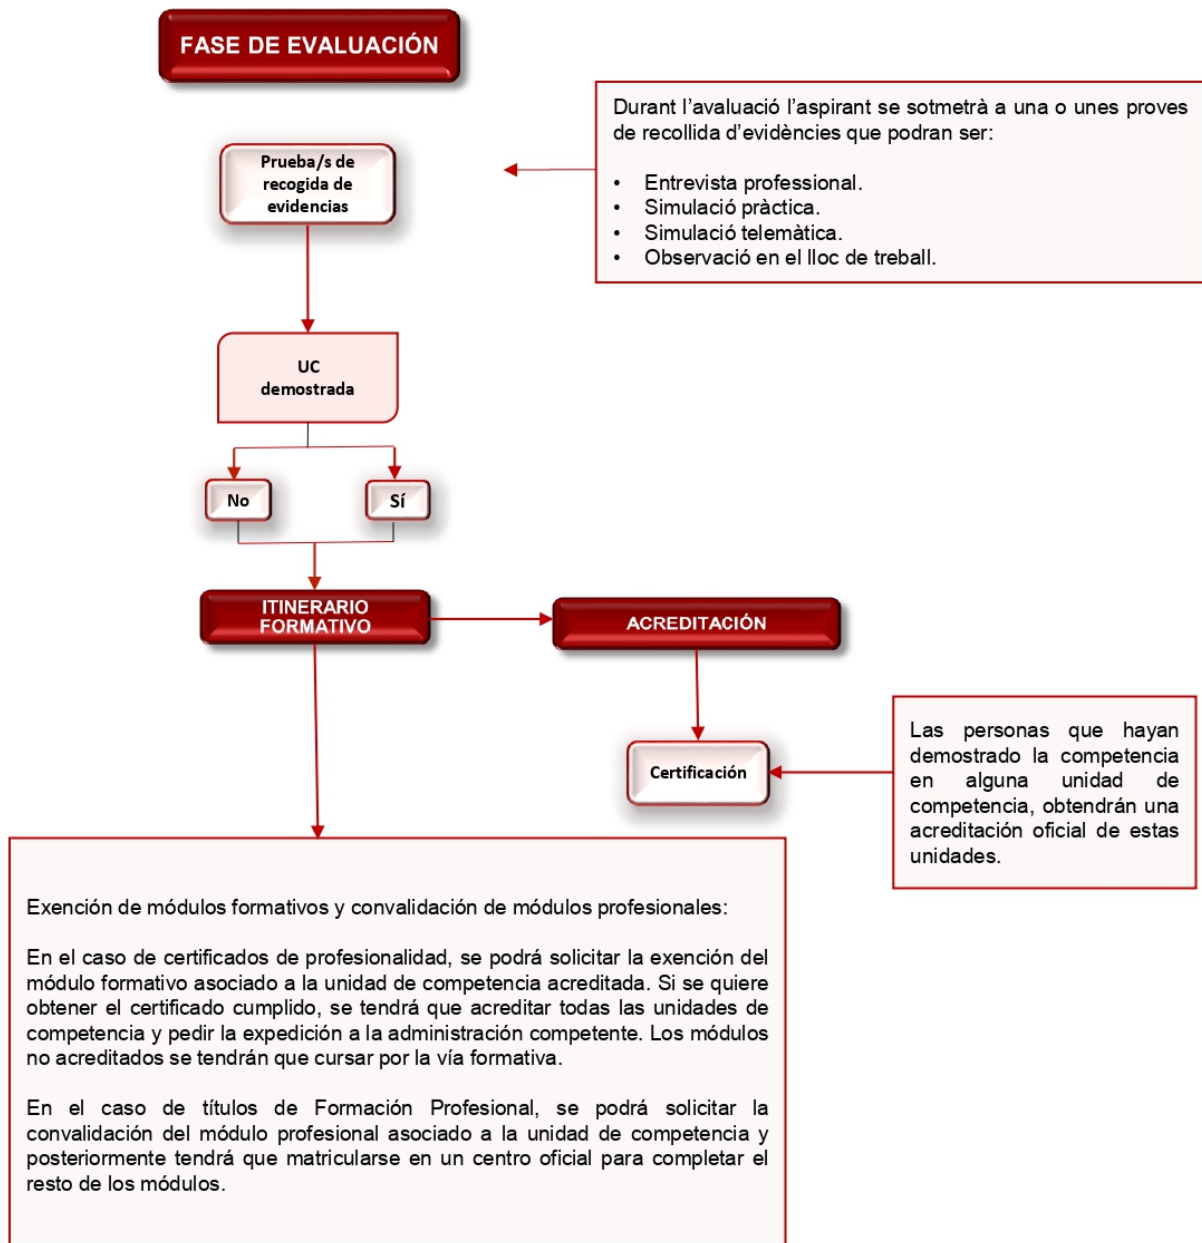 FASE DE EVALUACIÓN
Durant l’avaluació l’aspirant se sotmetrà a una o unes proves
de recollida d’evidències que podran ser:
• Entrevista professional.
• Simulació pràctica.
• Simulació telemàtica.
• Observació en el lloc de treball.
Prueba/s de
recogida de
evidencias
UC
demostrada
No
Sí
ITINERARIO
FORMATIVO
ACREDITACIÓN
Certificación
Las personas que hayan
demostrado la competencia
en alguna unidad de
competencia, obtendrán una
acreditación oficial de estas
unidades.
Exención de módulos formativos y convalidación de módulos profesionales:
En el caso de certificados de profesionalidad, se podrá solicitar la exención del
módulo formativo asociado a la unidad de competencia acreditada. Si se quiere
obtener el certificado cumplido, se tendrá que acreditar todas las unidades de
competencia y pedir la expedición a la administración competente. Los módulos
no acreditados se tendrán que cursar por la vía formativa.
En el caso de títulos de Formación Profesional, se podrá solicitar la
convalidación del módulo profesional asociado a la unidad de competencia y
posteriormente tendrá que matricularse en un centro oficial para completar el
resto de los módulos.